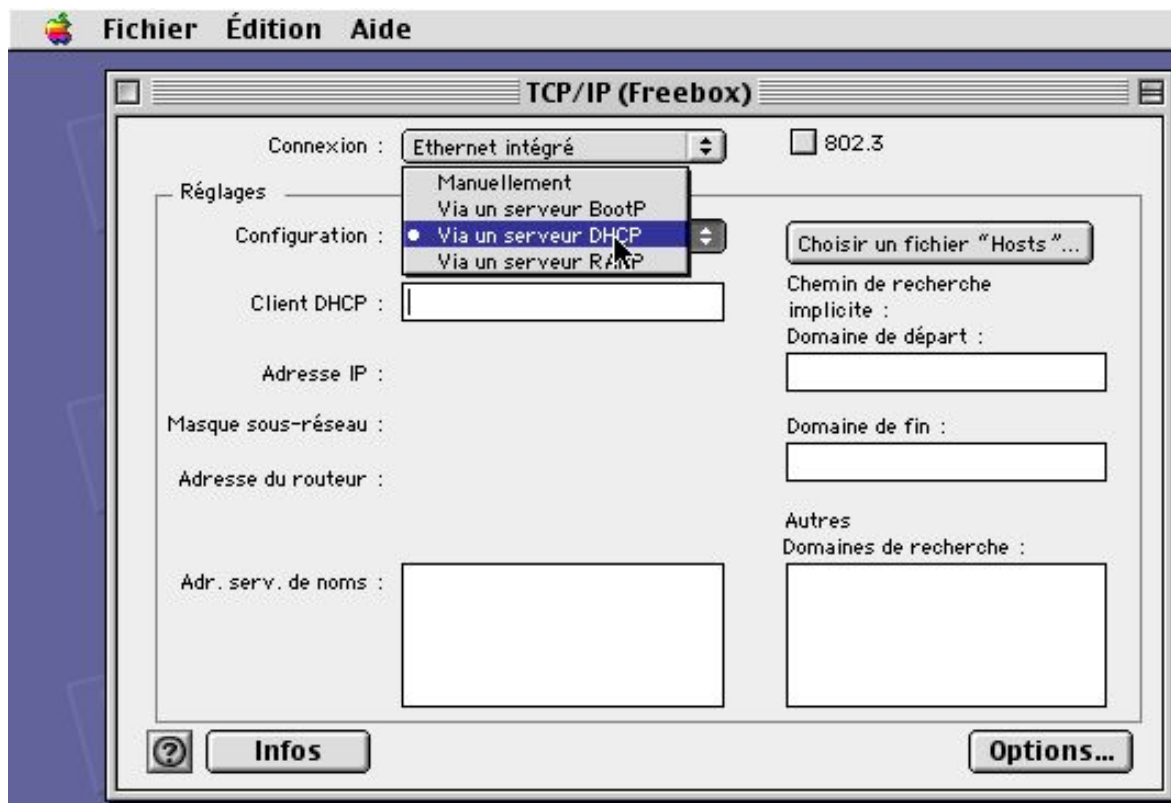 Fichier Édition Aide
TCP/IP (Freebox)
Connexion : Ethernet intégré
802.3
Réglages
Manuellement
Via un serveur BootP
Configuration : Via un serveur DHCP
Via un serveur
Choisir un fichier “Hosts”...
Client DHCP :
Chemin de recherche
implicite :
Domaine de départ :
Adresse IP :
Masque sous-réseau :
Domaine de fin :
Adresse du routeur :
Autres
Domaines de recherche :
Adr. serv. de noms :
? Infos
Options...